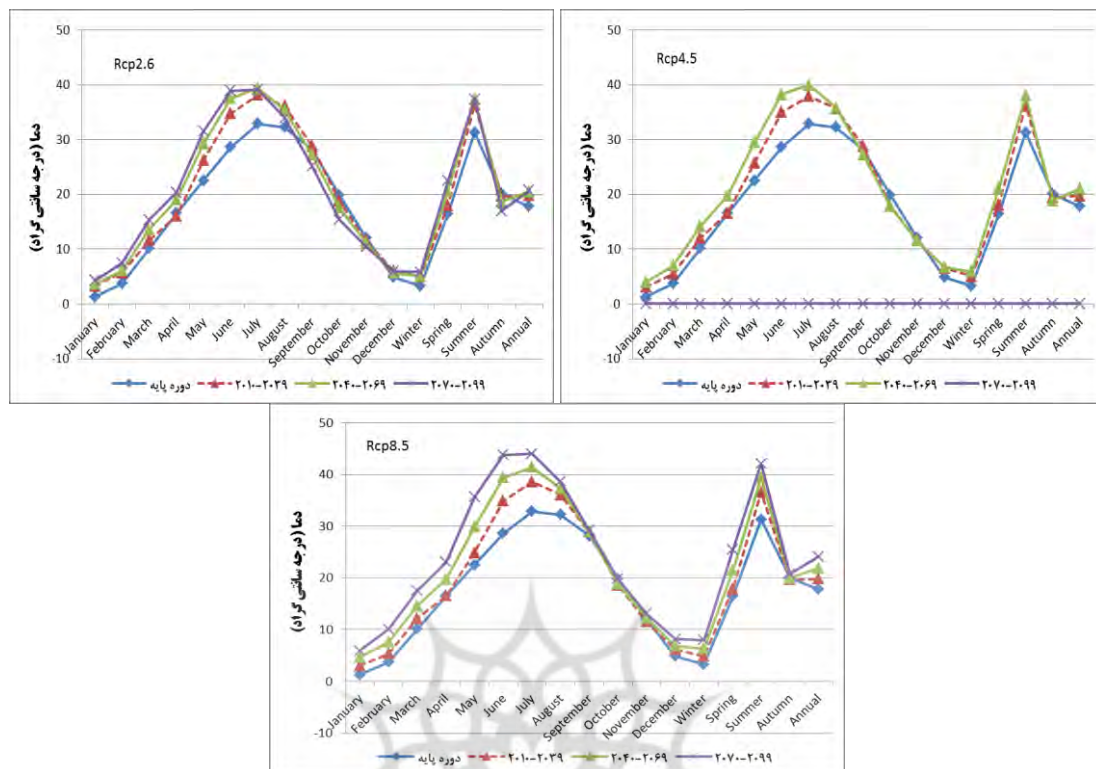 Rcp2.6
دما (درجه سانتی گراد)
50
40
30
20
10
0
-10
January
February
March
April
May
June
July
August
September
October
November
December
Winter
Spring
Summer
Autumn
Annual
دوره پایه
۲۰۱۰-۲۰۳۹
۲۰۴۰-۲۰۶۹
۲۰۷۰-۲۰۹۹
Rcp4.5
دما (درجه سانتی گراد)
50
40
30
20
10
0
-10
January
February
March
April
May
June
July
August
September
October
November
December
Winter
Spring
Summer
Autumn
Annual
دوره پایه
۲۰۱۰-۲۰۳۹
۲۰۴۰-۲۰۶۹
۲۰۷۰-۲۰۹۹
Rcp8.5
دما (درجه سانتی گراد)
50
40
30
20
10
0
-10
January
February
March
April
May
June
July
August
September
October
November
December
Winter
Spring
Summer
Autumn
Annual
دوره پایه
۲۰۱۰-۲۰۳۹
۲۰۴۰-۲۰۶۹
۲۰۷۰-۲۰۹۹